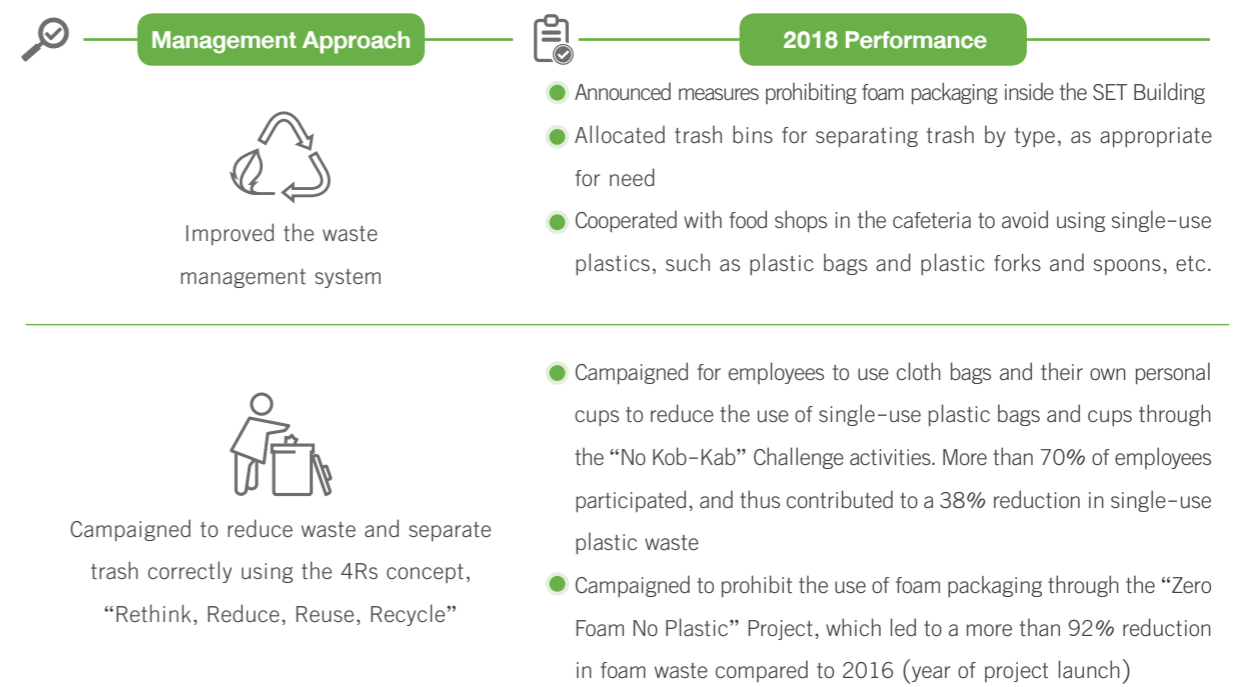 Management Approach
2018 Performance
Improved the waste
management system
Announced measures prohibiting foam packaging inside the SET Building
Allocated trash bins for separating trash by type, as appropriate
for need
Cooperated with food shops in the cafeteria to avoid using single-use
plastics, such as plastic bags and plastic forks and spoons, etc.
Campaigned to reduce waste and separate
trash correctly using the 4Rs concept,
“Rethink, Reduce, Reuse, Recycle”
Campaigned for employees to use cloth bags and their own personal
cups to reduce the use of single-use plastic bags and cups through
the “No Kob-Kab” Challenge activities. More than 70% of employees
participated, and thus contributed to a 38% reduction in single-use
plastic waste
Campaigned to prohibit the use of foam packaging through the “Zero
Foam No Plastic” Project, which led to a more than 92% reduction
in foam waste compared to 2016 (year of project launch)